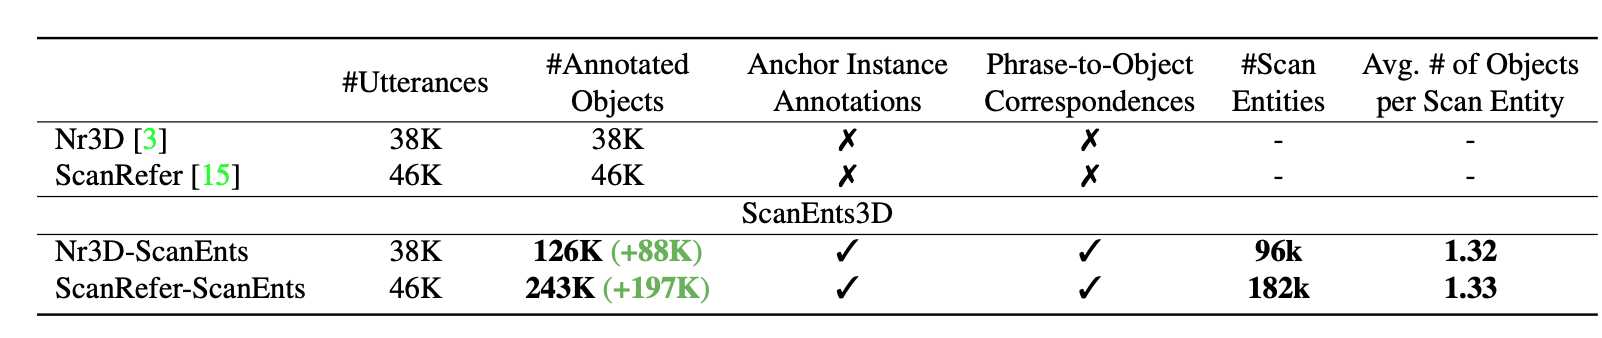 #Utterances #Annotated Objects Anchor Instance Annotations Phrase-to-Object Correspondences #Scan Entities Avg. # of Objects per Scan Entity
Nr3D [3] 38K 38K ✗ ✗ - -
ScanRefer [15] 46K 46K ✗ ✗ - -
ScanEnts3D
Nr3D-ScanEnts 38K 126K (+88K) ✓ ✓ 96k 1.32
ScanRefer-ScanEnts 46K 243K (+197K) ✓ ✓ 182k 1.33